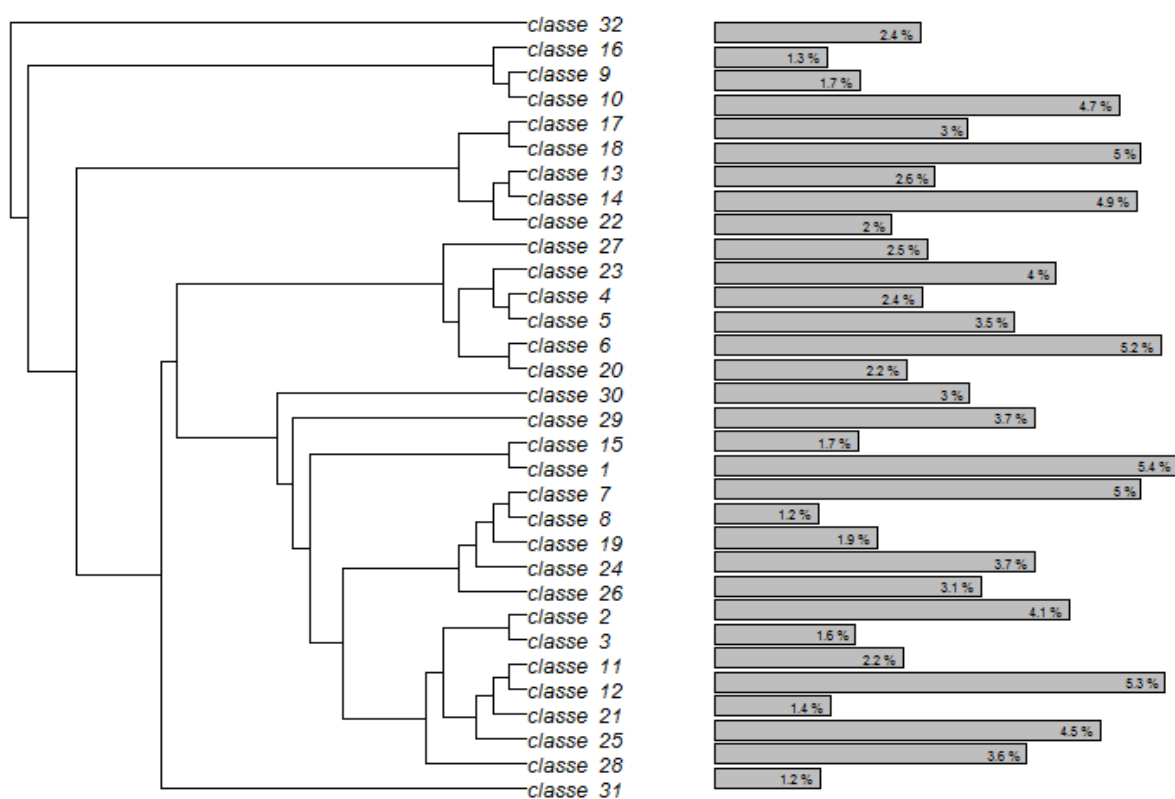 classe 32 2.4 %
classe 16 1.3 %
classe 9 1.7 %
classe 10 4.7 %
classe 17 3 %
classe 18 5 %
classe 13 2.6 %
classe 14 4.9 %
classe 22 2 %
classe 27 2.5 %
classe 23 4 %
classe 4 2.4 %
classe 5 3.5 %
classe 6 5.2 %
classe 20 2.2 %
classe 30 3 %
classe 29 3.7 %
classe 15 1.7 %
classe 1 5.4 %
classe 7 5 %
classe 8 1.2 %
classe 19 1.9 %
classe 24 3.7 %
classe 26 3.1 %
classe 2 4.1 %
classe 3 1.6 %
classe 11 2.2 %
classe 12 5.3 %
classe 21 1.4 %
classe 25 4.5 %
classe 28 3.6 %
classe 31 1.2 %